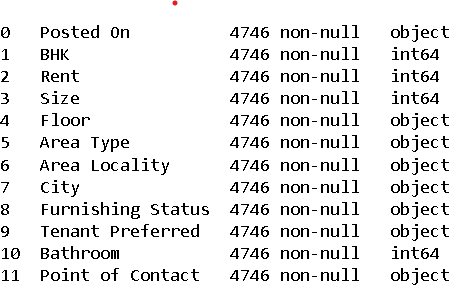 0 Posted On 4746 non-null object
1 BHK 4746 non-null int64
2 Rent 4746 non-null int64
3 Size 4746 non-null int64
4 Floor 4746 non-null object
5 Area Type 4746 non-null object
6 Area Locality 4746 non-null object
7 City 4746 non-null object
8 Furnishing Status 4746 non-null object
9 Tenant Preferred 4746 non-null object
10 Bathroom 4746 non-null int64
11 Point of Contact 4746 non-null object